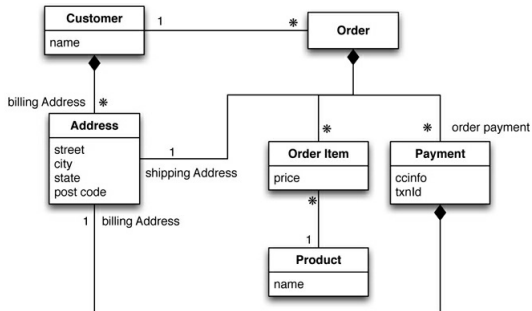 Customer
name
1
*
Order
billing Address
*
Address
street
city
state
post code
1
shipping Address
*
Order Item
price
*
order payment
Payment
ccinfo
txnId
*
1
Product
name
1
billing Address